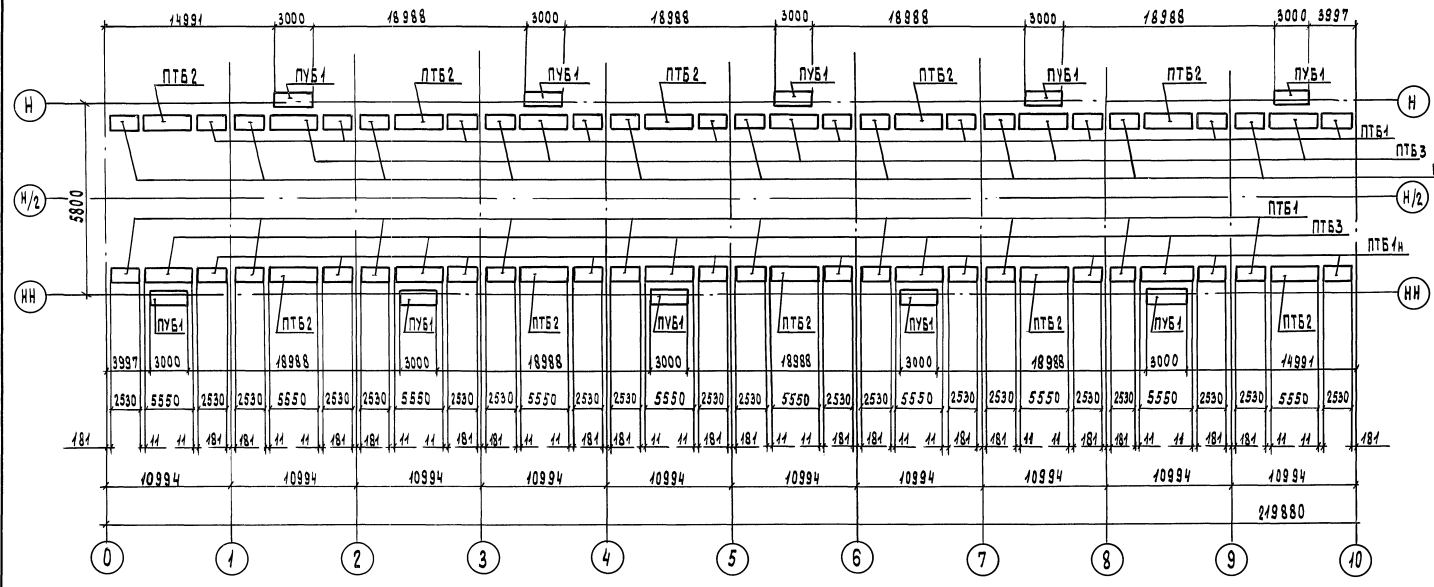 14991 3000 18988 3000 18988 3000 18988 3000 18988 3000 3997
ПТБ2 ПУБ1 ПТБ2 ПУБ1 ПТБ2 ПУБ1 ПТБ2 ПУБ1 ПТБ2 ПУБ1
Н Н
ПТБ1
ПТБ3
Н/2 5800 Н/2
ПТБ1
ПТБ3
ПТБ1н
НН НН
ПУБ1 ПТБ2 ПУБ1 ПТБ2 ПУБ1 ПТБ2 ПУБ1 ПТБ2 ПУБ1 ПТБ2
3997 3000 18988 3000 18988 3000 18988 3000 18988 3000 14991
2530 5550 2530 2530 5550 2530 2530 5550 2530 2530 5550 2530 2530 5550 2530 2530 5550 2530 2530 5550 2530 2530 5550 2530 2530 5550 2530 2530 5550 2530
181 11 11 181 181 11 11 181 181 11 11 181 181 11 11 181 181 11 11 181 181 11 11 181 181 11 11 181 181 11 11 181 181 11 11 181 181 11 11 181
10994 10994 10994 10994 10994 10994 10994 10994 10994 10994
219880
0 1 2 3 4 5 6 7 8 9 10